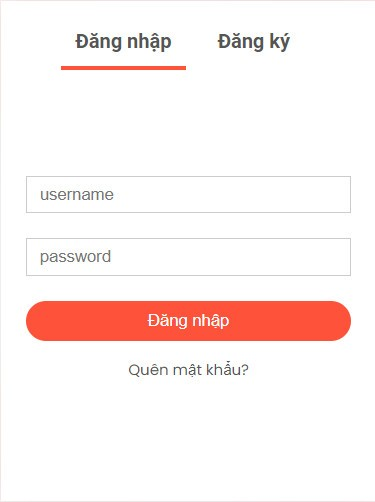 Đăng nhập Đăng ký
username
password
Đăng nhập
Quên mật khẩu?